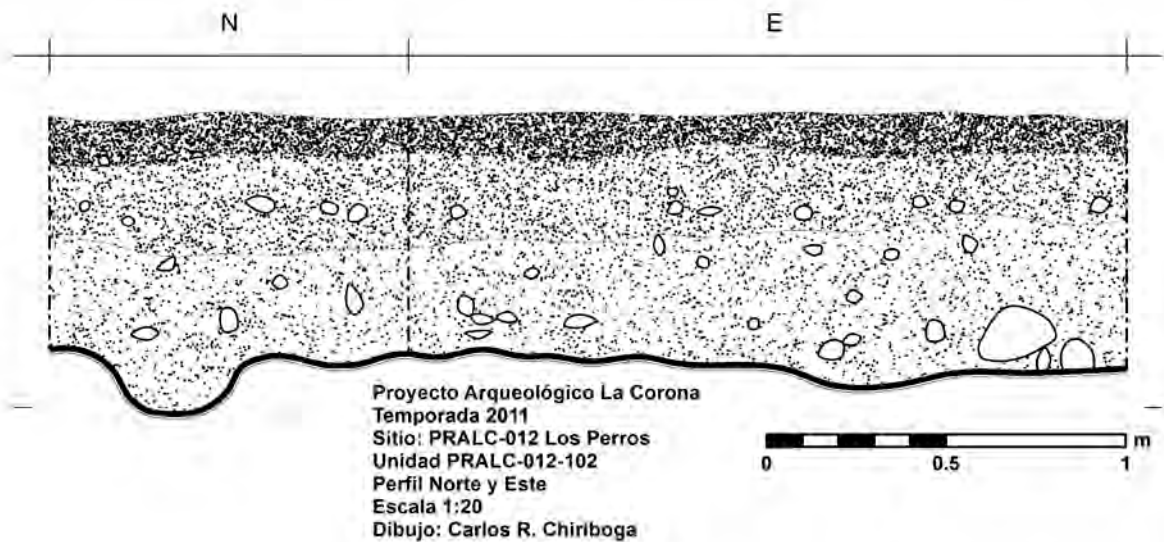 N E
Proyecto Arqueológico La Corona
Temporada 2011
Sitio: PRALC-012 Los Perros
Unidad PRALC-012-102
Perfil Norte y Este
Escala 1:20
Dibujo: Carlos R. Chiriboga
m
0 0.5 1